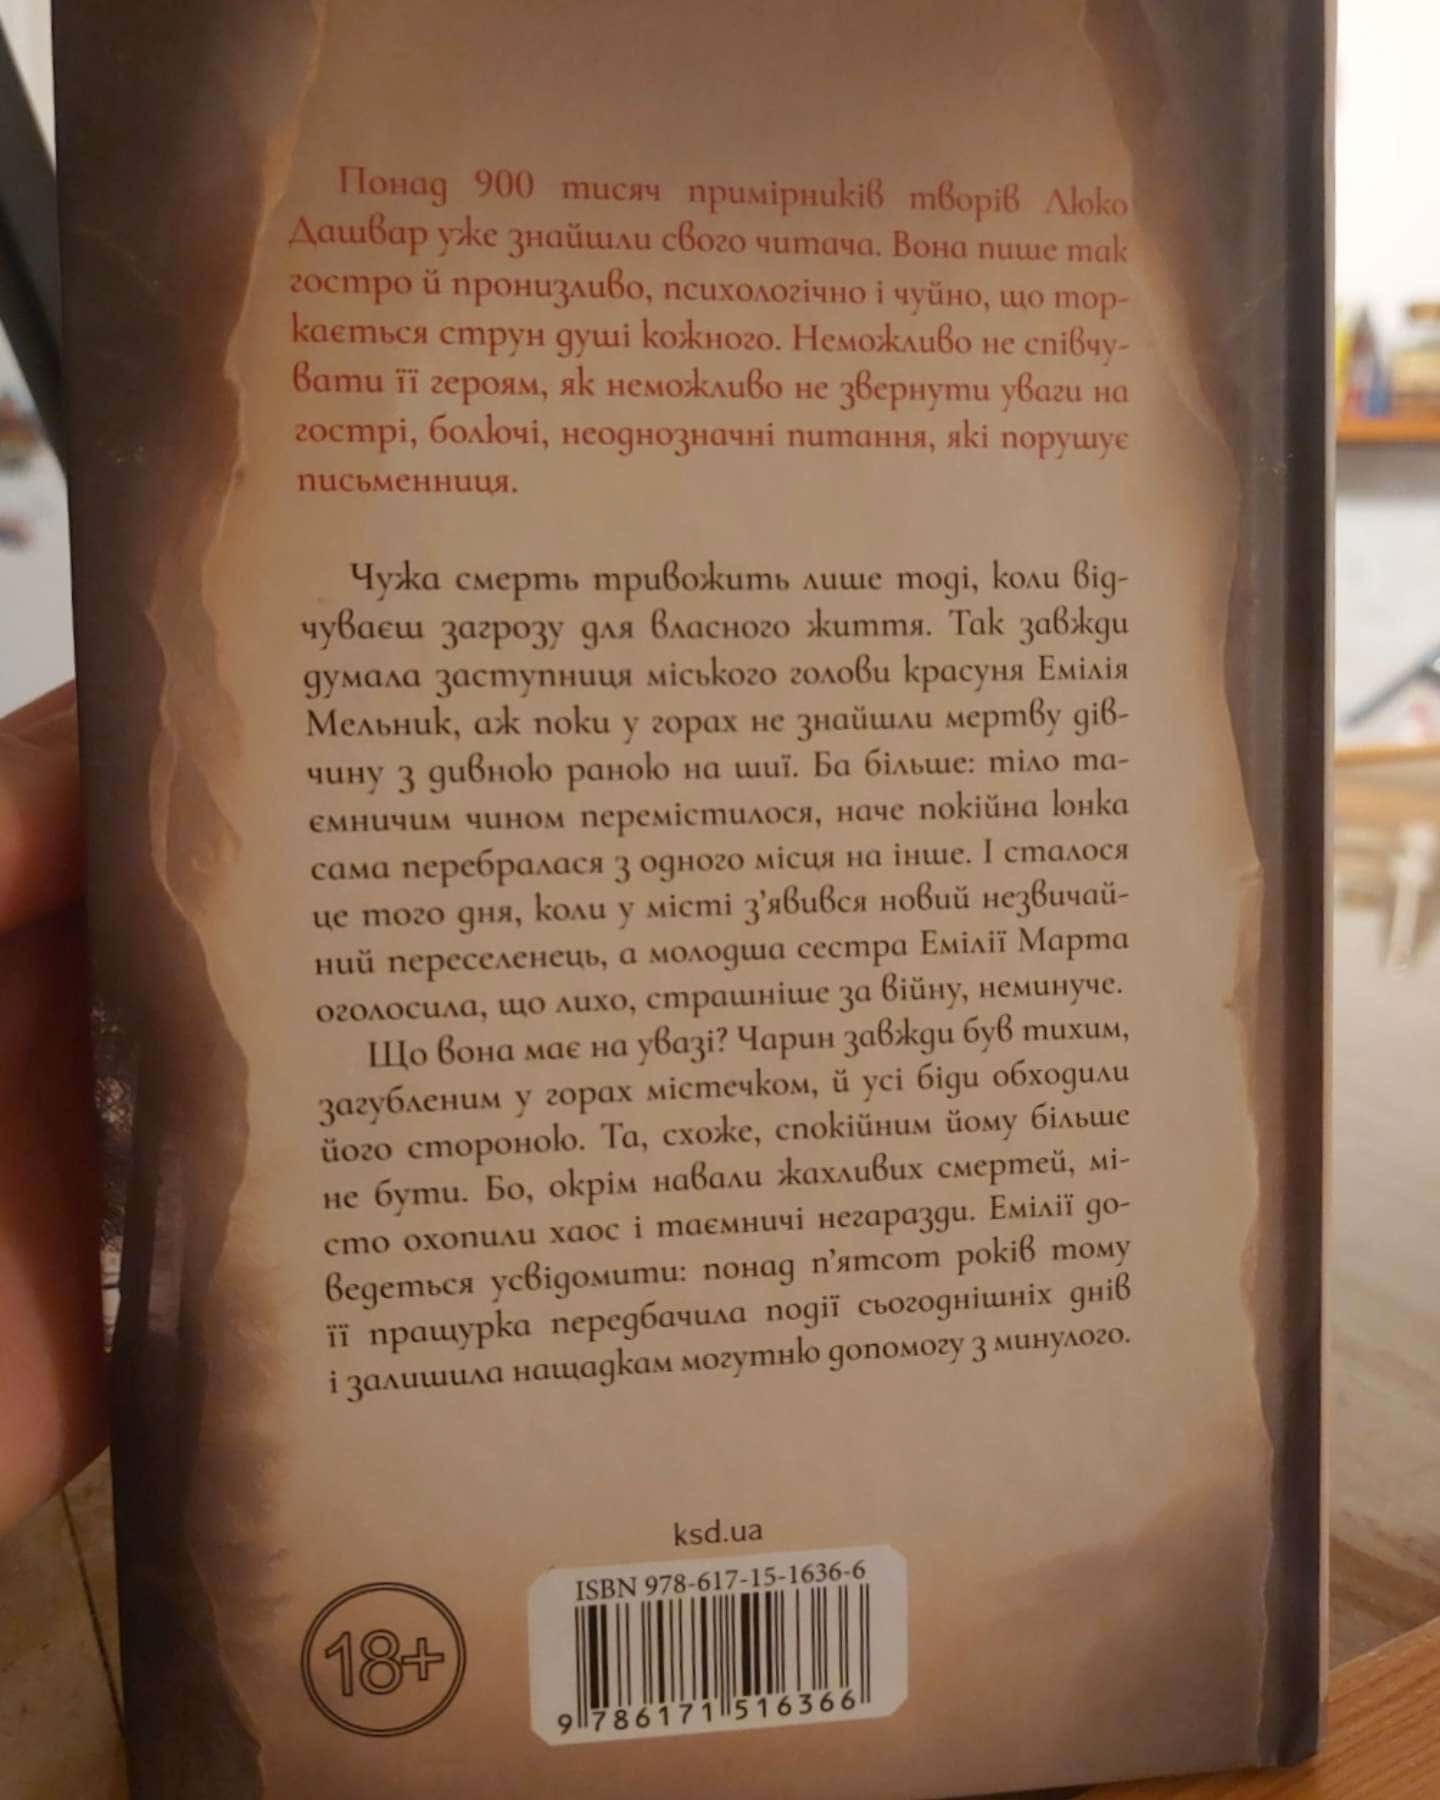 Понад 900 тисяч примірників творів Люко
Дашвар уже знайшли свого читача. Вона пише так
гостро й пронизливо, психологічно і чуйно, що тор-
кається струн душі кожного. Неможливо не співчу-
вати її героям, як неможливо не звернути уваги на
гострі, болючі, неоднозначні питання, які порушує
письменниця.
Чужа смерть тривожить лише тоді, коли від-
чуваєш загрозу для власного життя. Так завжди
думала заступниця міського голови красуня Емілія
Мельник, аж поки у горах не знайшли мертву дів-
чину з дивною раною на шиї. Ба більше: тіло та-
ємничим чином перемістилося, наче покійна Іонка
сама перебралася з одного місця на інше. І сталося
це того дня, коли у місті з’явився новий незвичай-
ний переселенець, а молодша сестра Емілії Марта
оголосила, що лихо, страшніше за війну, неминуче.
Що вона має на увазі? Чарин завжди був тихим,
загубленим у горах містечком, й усі біди обходили
його стороною. Та, схоже, спокійним йому більше
не бути. Бо, окрім навали жахливих смертей, мі-
сто охопили хаос і таємничі негаразди. Емілії до-
ведеться усвідомити: понад п’ятсот років тому
її пращурка передбачила події сьогоднішніх днів
і залишила нащадкам могутню допомогу з минулого.
ksd.ua
ISBN 978-617-15-1636-6
18+
9 786171 516366